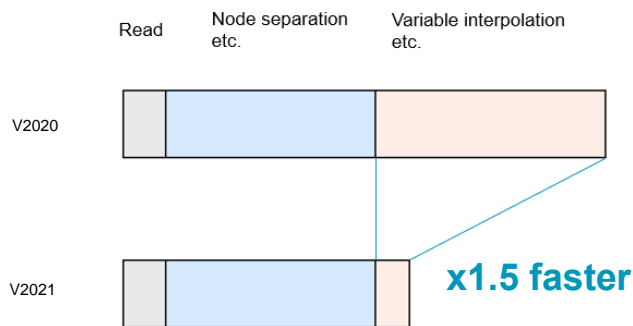 Read
Node separation
etc.
Variable interpolation
etc.
V2020
V2021
x1.5 faster